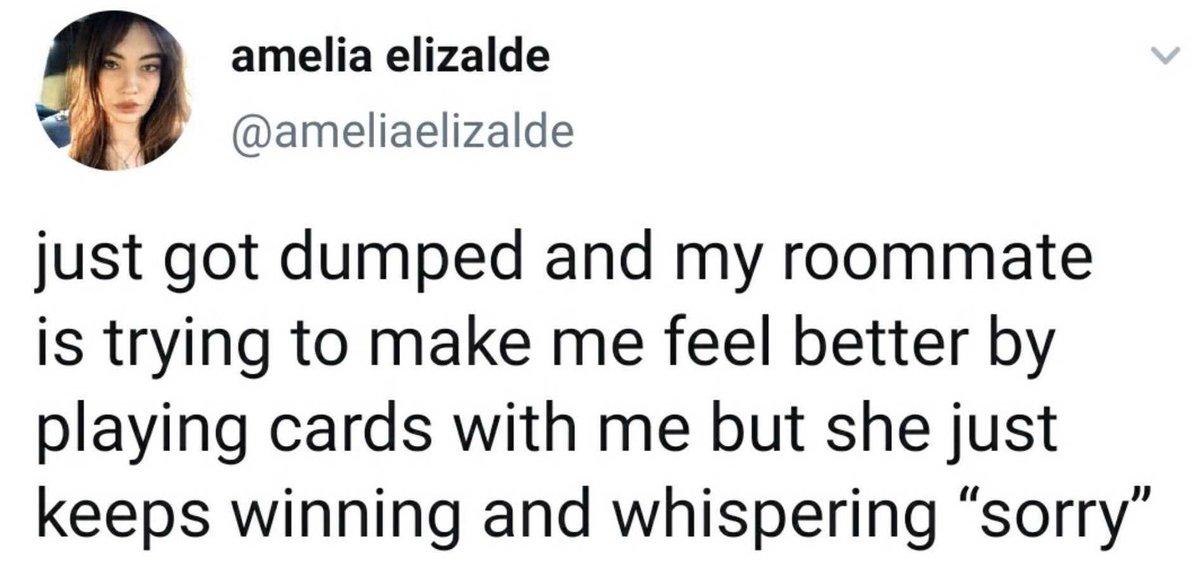 amelia elizalde
@ameliaelizalde
just got dumped and my roommate
is trying to make me feel better by
playing cards with me but she just
keeps winning and whispering “sorry”